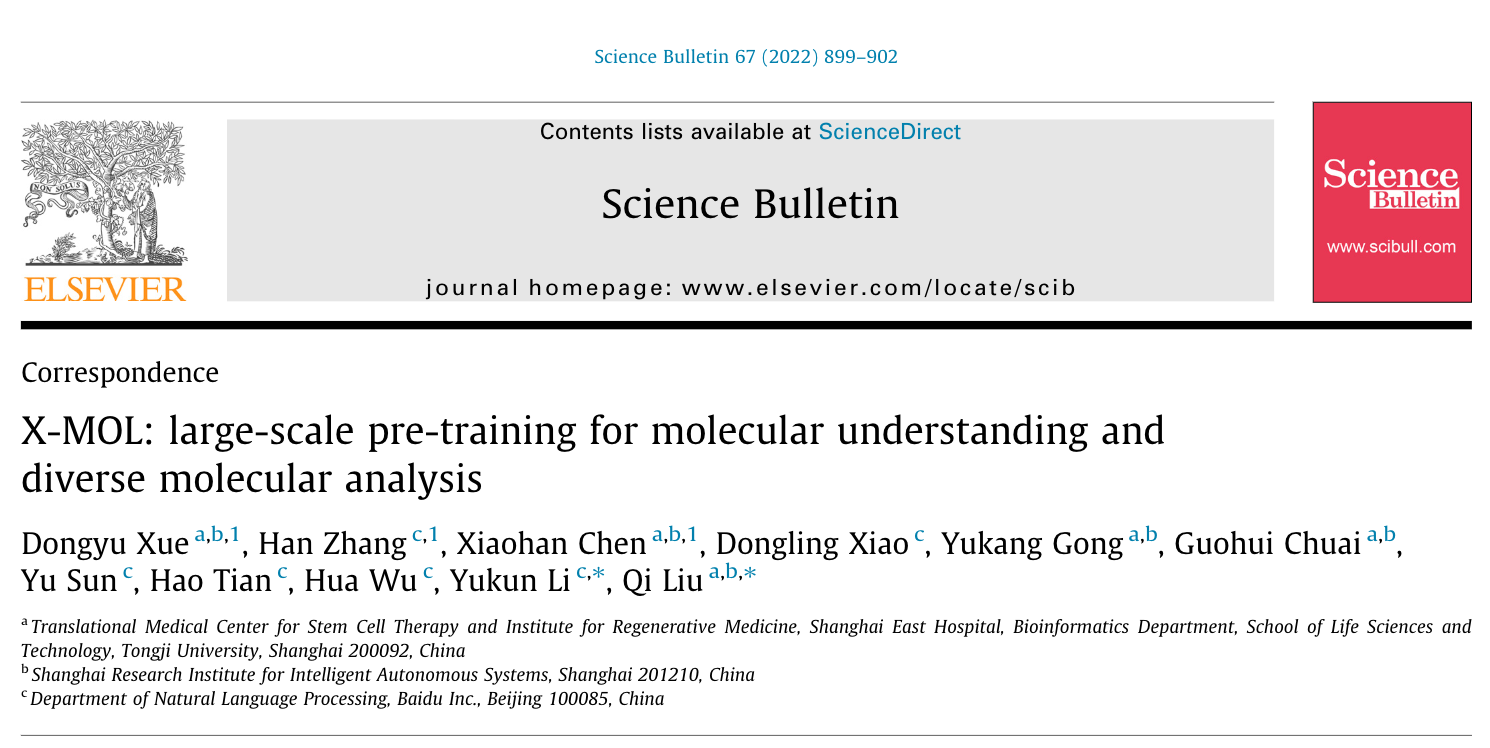 Science Bulletin 67 (2022) 899–902
Contents lists available at ScienceDirect
Science Bulletin
journal homepage: www.elsevier.com/locate/scib
NON SOLUS
ELSEVIER
Science
Bulletin
www.scibull.com
Correspondence
X-MOL: large-scale pre-training for molecular understanding and
diverse molecular analysis
Dongyu Xue a,b,1, Han Zhang c,1, Xiaohan Chen a,b,1, Dongling Xiao c, Yukang Gong a,b, Guohui Chuai a,b,
Yu Sun c, Hao Tian c, Hua Wu c, Yukun Li c,*, Qi Liu a,b,*
a Translational Medical Center for Stem Cell Therapy and Institute for Regenerative Medicine, Shanghai East Hospital, Bioinformatics Department, School of Life Sciences and
Technology, Tongji University, Shanghai 200092, China
b Shanghai Research Institute for Intelligent Autonomous Systems, Shanghai 201210, China
c Department of Natural Language Processing, Baidu Inc., Beijing 100085, China